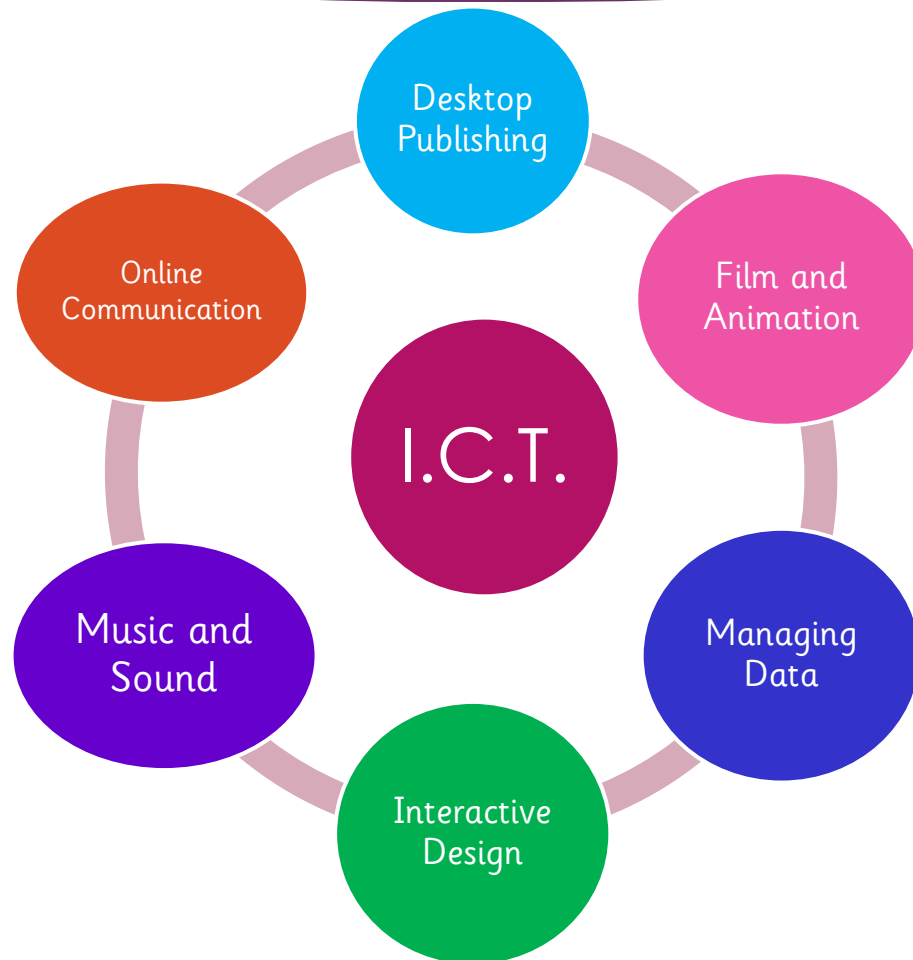 Desktop
Publishing
Film and
Animation
Managing
Data
Interactive
Design
Music and
Sound
Online
Communication
I.C.T.